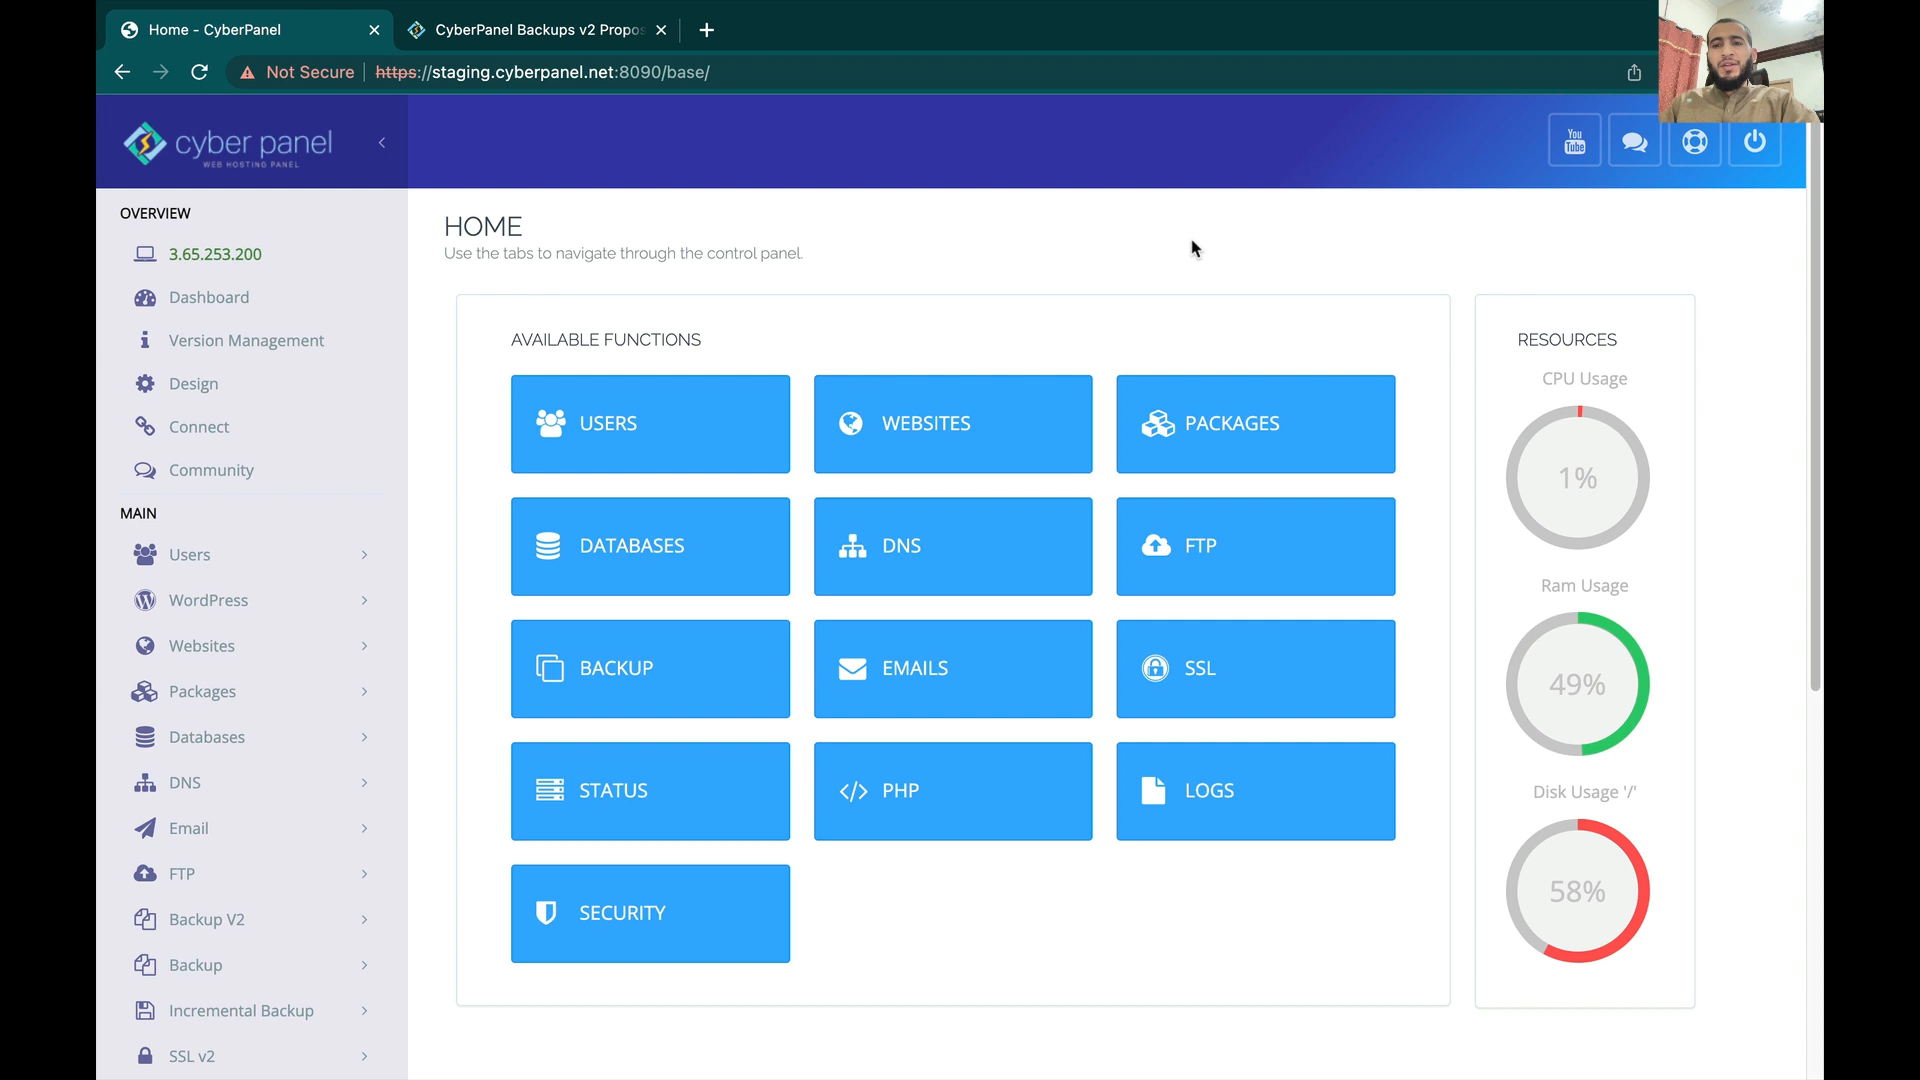 Home - CyberPanel
CyberPanel Backups v2 Propos
Not Secure
https://staging.cyberpanel.net:8090/base/
cyber panel
WEB HOSTING PANEL
You
Tube
OVERVIEW
3.65.253.200
Dashboard
Version Management
Design
Connect
Community
MAIN
Users
WordPress
Websites
Packages
Databases
DNS
Email
FTP
Backup V2
Backup
Incremental Backup
SSL v2
HOME
Use the tabs to navigate through the control panel.
AVAILABLE FUNCTIONS
USERS
WEBSITES
PACKAGES
DATABASES
DNS
FTP
BACKUP
EMAILS
SSL
STATUS
PHP
LOGS
SECURITY
RESOURCES
CPU Usage
1%
Ram Usage
49%
Disk Usage '/'
58%